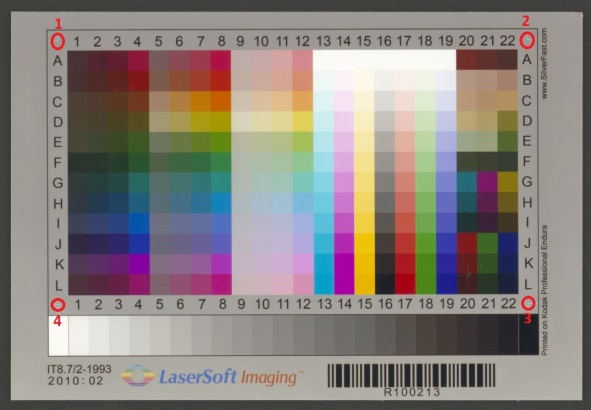 1 2
1 2 3 4 5 6 7 8 9 10 11 12 13 14 15 16 17 18 19 20 21 22
A A
B B
C C
D D
E E
F F
G G
H H
I I
J J
K K
L L
1 2 3 4 5 6 7 8 9 10 11 12 13 14 15 16 17 18 19 20 21 22
4 3
www.SilverFast.com
Printed on Kodak Professional Endura
IT8.7/2-1993
2010:02
LaserSoft Imaging™
R100213